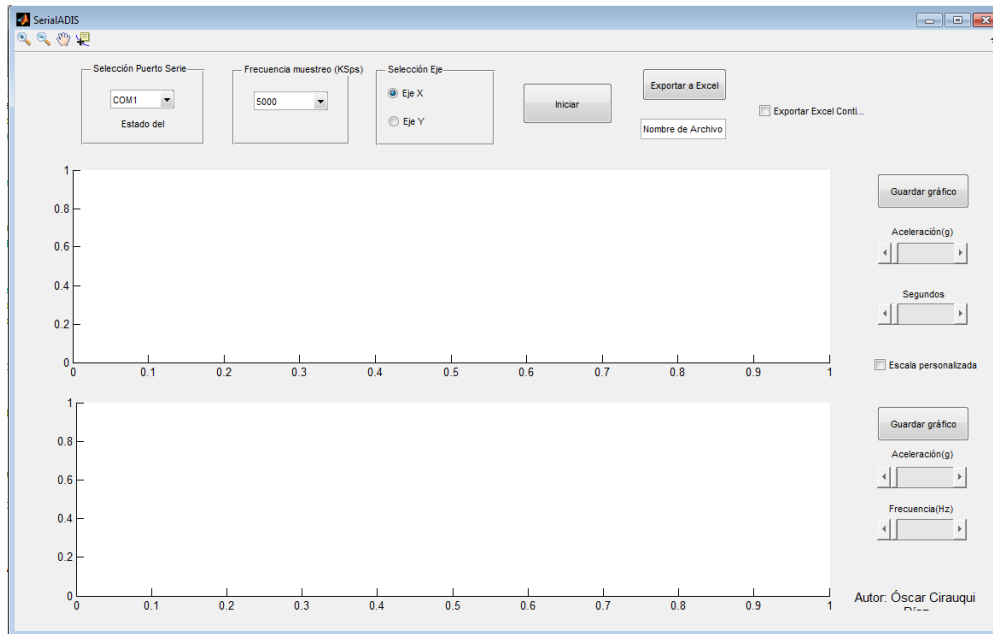 SerialADIS
Selección Puerto Serie
Frecuencia muestreo (KSps)
Selección Eje
COM1
5000
Eje X
Eje Y
Estado del
Iniciar
Exportar a Excel
Nombre de Archivo
Exportar Excel Conti...
1
0.8
0.6
0.4
0.2
0
0 0.1 0.2 0.3 0.4 0.5 0.6 0.7 0.8 0.9 1
Guardar gráfico
Aceleración(g)
Segundos
Escala personalizada
1
0.8
0.6
0.4
0.2
0
0 0.1 0.2 0.3 0.4 0.5 0.6 0.7 0.8 0.9 1
Guardar gráfico
Aceleración(g)
Frecuencia(Hz)
Autor: Óscar Cirauqui